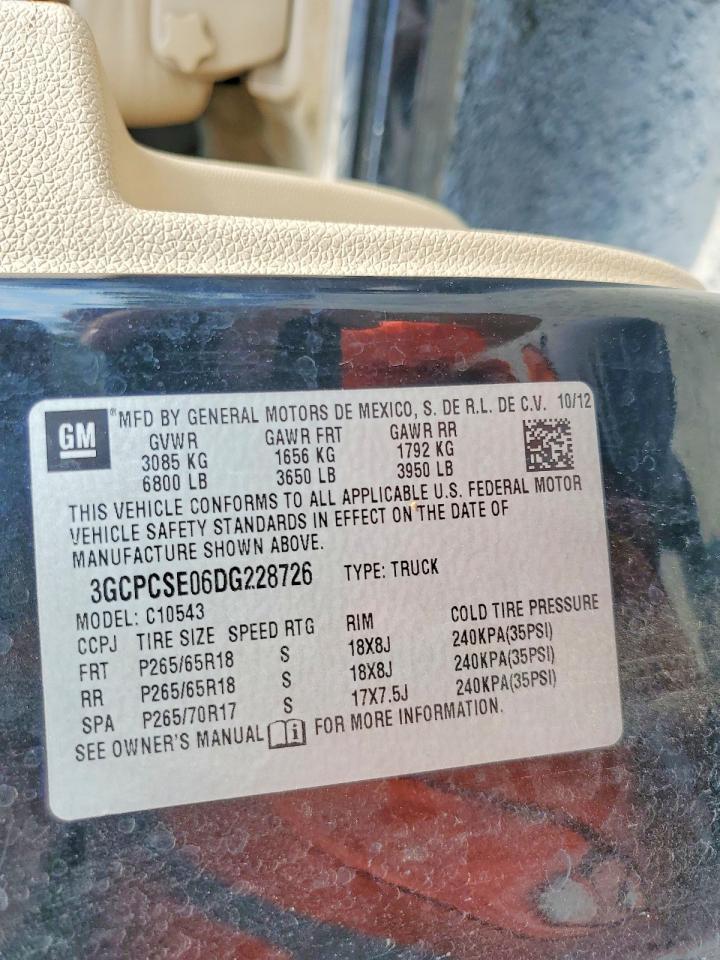 GM ® MFD BY GENERAL MOTORS DE MEXICO, S. DE R.L. DE C.V. 10/12
GVWR GAWR FRT GAWR RR
3085 KG 1656 KG 1792 KG
6800 LB 3650 LB 3950 LB
THIS VEHICLE CONFORMS TO ALL APPLICABLE U.S. FEDERAL MOTOR
VEHICLE SAFETY STANDARDS IN EFFECT ON THE DATE OF
MANUFACTURE SHOWN ABOVE.
3GCPCSE06DG228726 TYPE: TRUCK
MODEL: C10543
CCPJ TIRE SIZE SPEED RTG RIM COLD TIRE PRESSURE
FRT P265/65R18 S 18X8J 240KPA(35PSI)
RR P265/65R18 S 18X8J 240KPA(35PSI)
SPA P265/70R17 S 17X7.5J 240KPA(35PSI)
SEE OWNER'S MANUAL i FOR MORE INFORMATION.